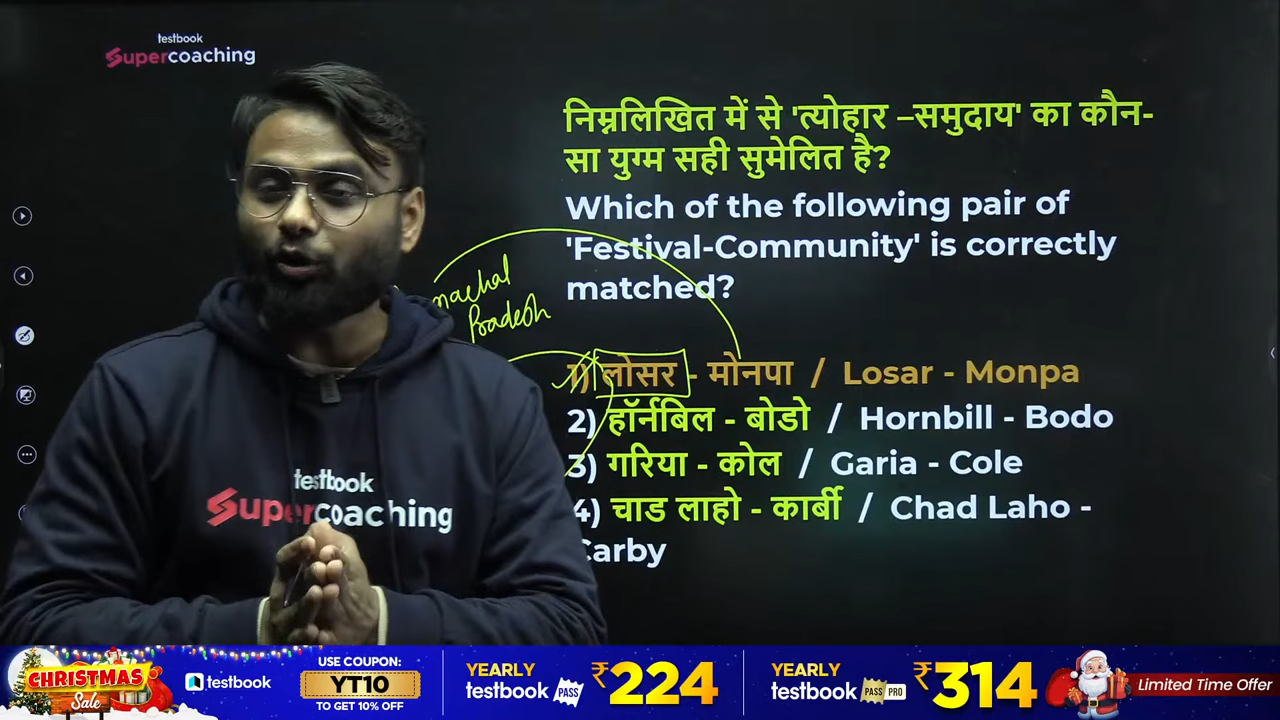 testbook
Supercoaching
निम्नलिखित में से 'त्योहार –समुदाय' का कौन-
सा युग्म सही सुमेलित है?
Which of the following pair of
'Festival-Community' is correctly
matched?
machal
Pradesh
1) लोसर - मोनपा / Losar - Monpa
2) हॉर्नबिल - बोडो / Hornbill - Bodo
3) गरिया - कोल / Garia - Cole
4) चाड लाहो - कार्बी / Chad Laho -
Carby
testbook
Supercoaching
CHRISTMAS
Sale
testbook
USE COUPON:
YT10
TO GET 10% OFF
YEARLY
testbook PASS
₹224
YEARLY
testbook PASS PRO
₹314
Limited Time Offer